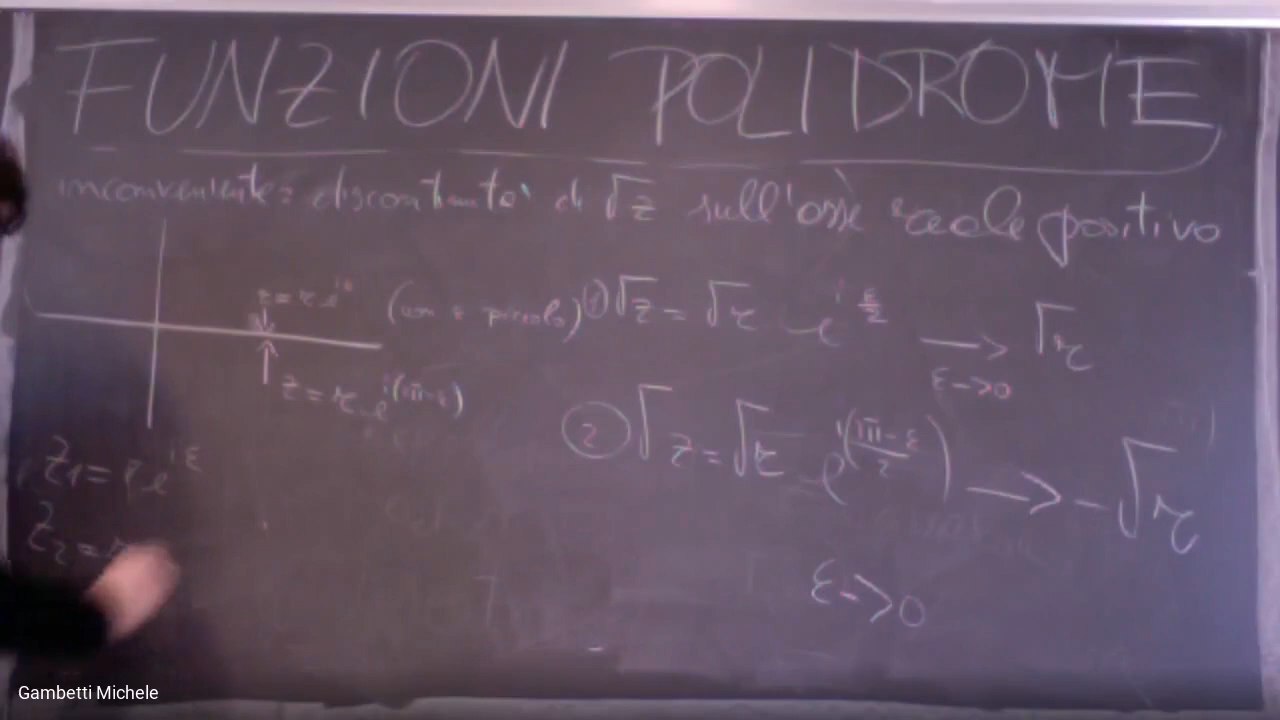 FUNZIONI POLIDROME
inconveniente: discontinuità di √z sull'asse reale positivo
z = r e^{iε} (con ε piccolo) 1) √z = √r e^{i ε/2} → √r
ε -> 0
z = r e^{i(2π-ε)}
② √z = √r e^{i(2π-ε)/2} → -√r
ε -> 0
z₁ = r e^{iε}
z₂ = r
Gambetti Michele